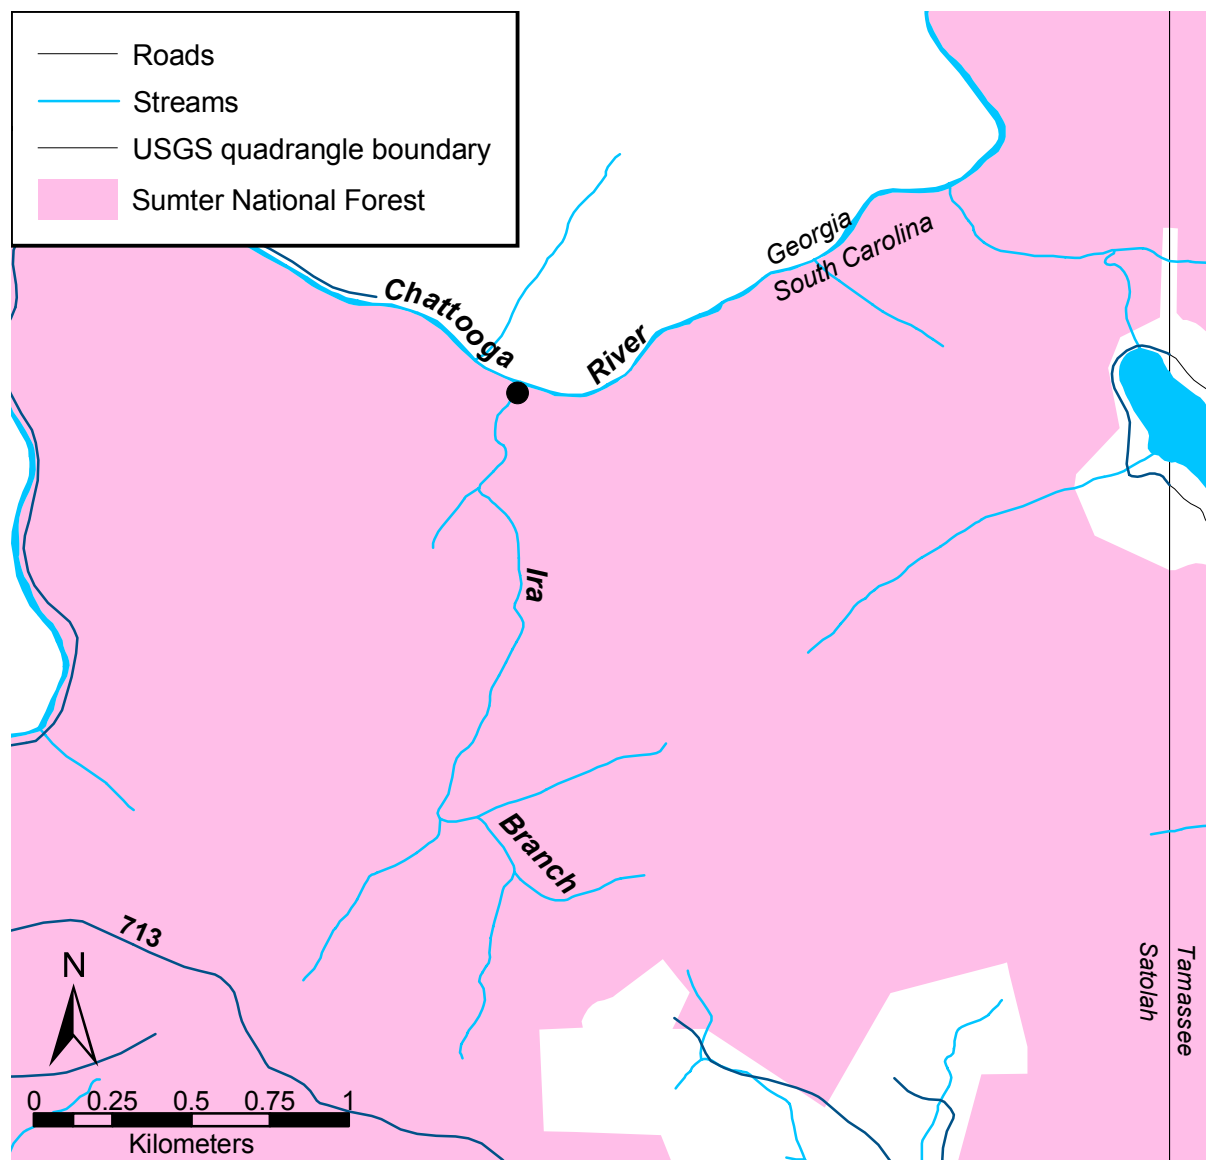 Roads
Streams
USGS quadrangle boundary
Sumter National Forest
Georgia
South Carolina
Chattooga
River
Ira
Branch
713
N
Satolah
Tamassee
0 0.25 0.5 0.75 1
Kilometers